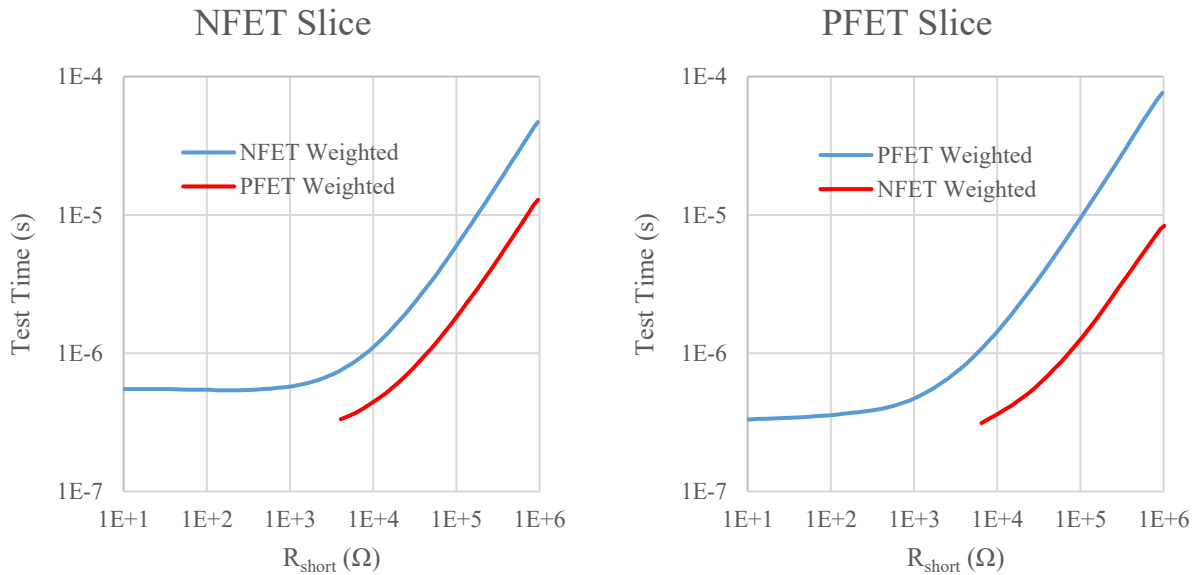 NFET Slice
1E-4
1E-5
1E-6
1E-7
Test Time (s)
NFET Weighted
PFET Weighted
1E+1 1E+2 1E+3 1E+4 1E+5 1E+6
R_short (Ω)
PFET Slice
1E-4
1E-5
1E-6
1E-7
Test Time (s)
PFET Weighted
NFET Weighted
1E+1 1E+2 1E+3 1E+4 1E+5 1E+6
R_short (Ω)